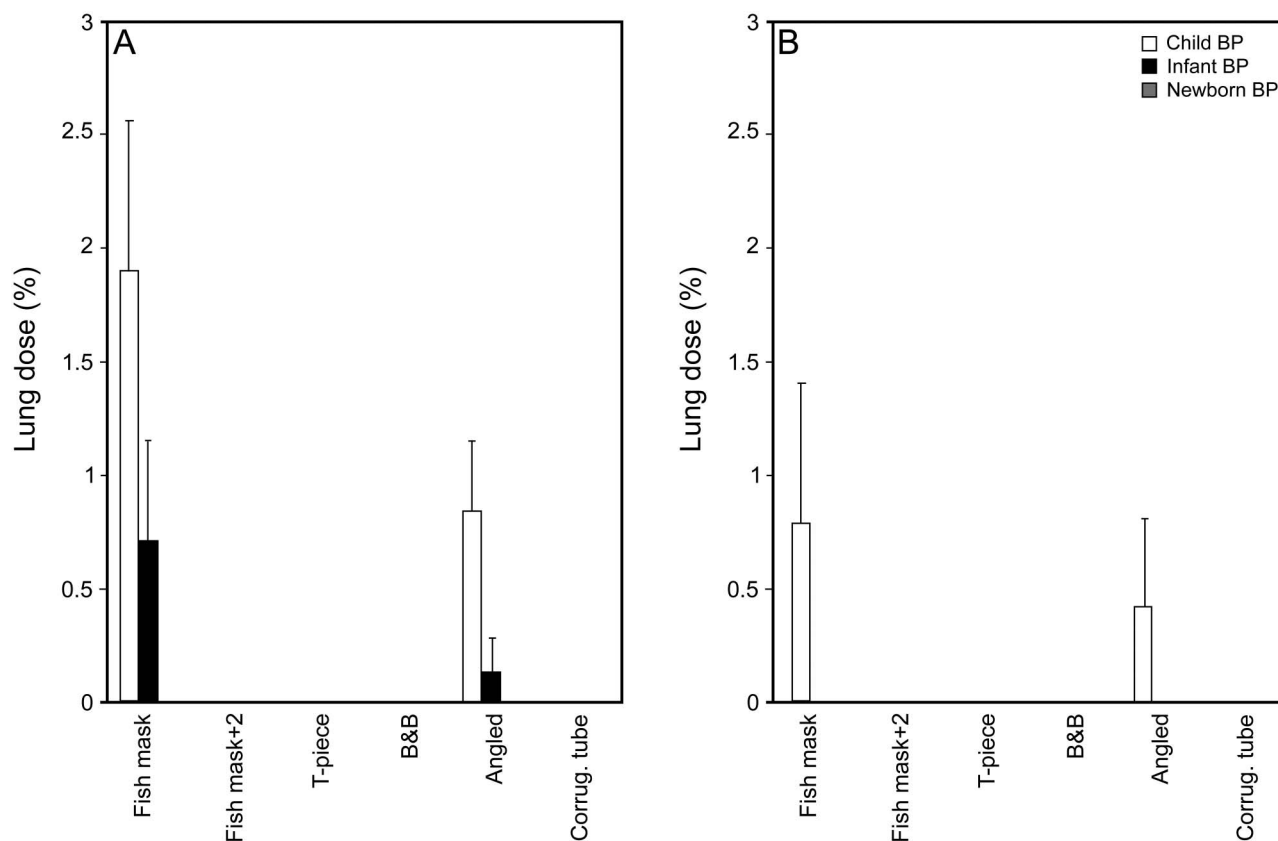 A
Lung dose (%)
3
2.5
2
1.5
1
0.5
0
Fish mask
Fish mask+2
T-piece
B&B
Angled
Corrug. tube
B
Child BP
Infant BP
Newborn BP
Lung dose (%)
3
2.5
2
1.5
1
0.5
0
Fish mask
Fish mask+2
T-piece
B&B
Angled
Corrug. tube